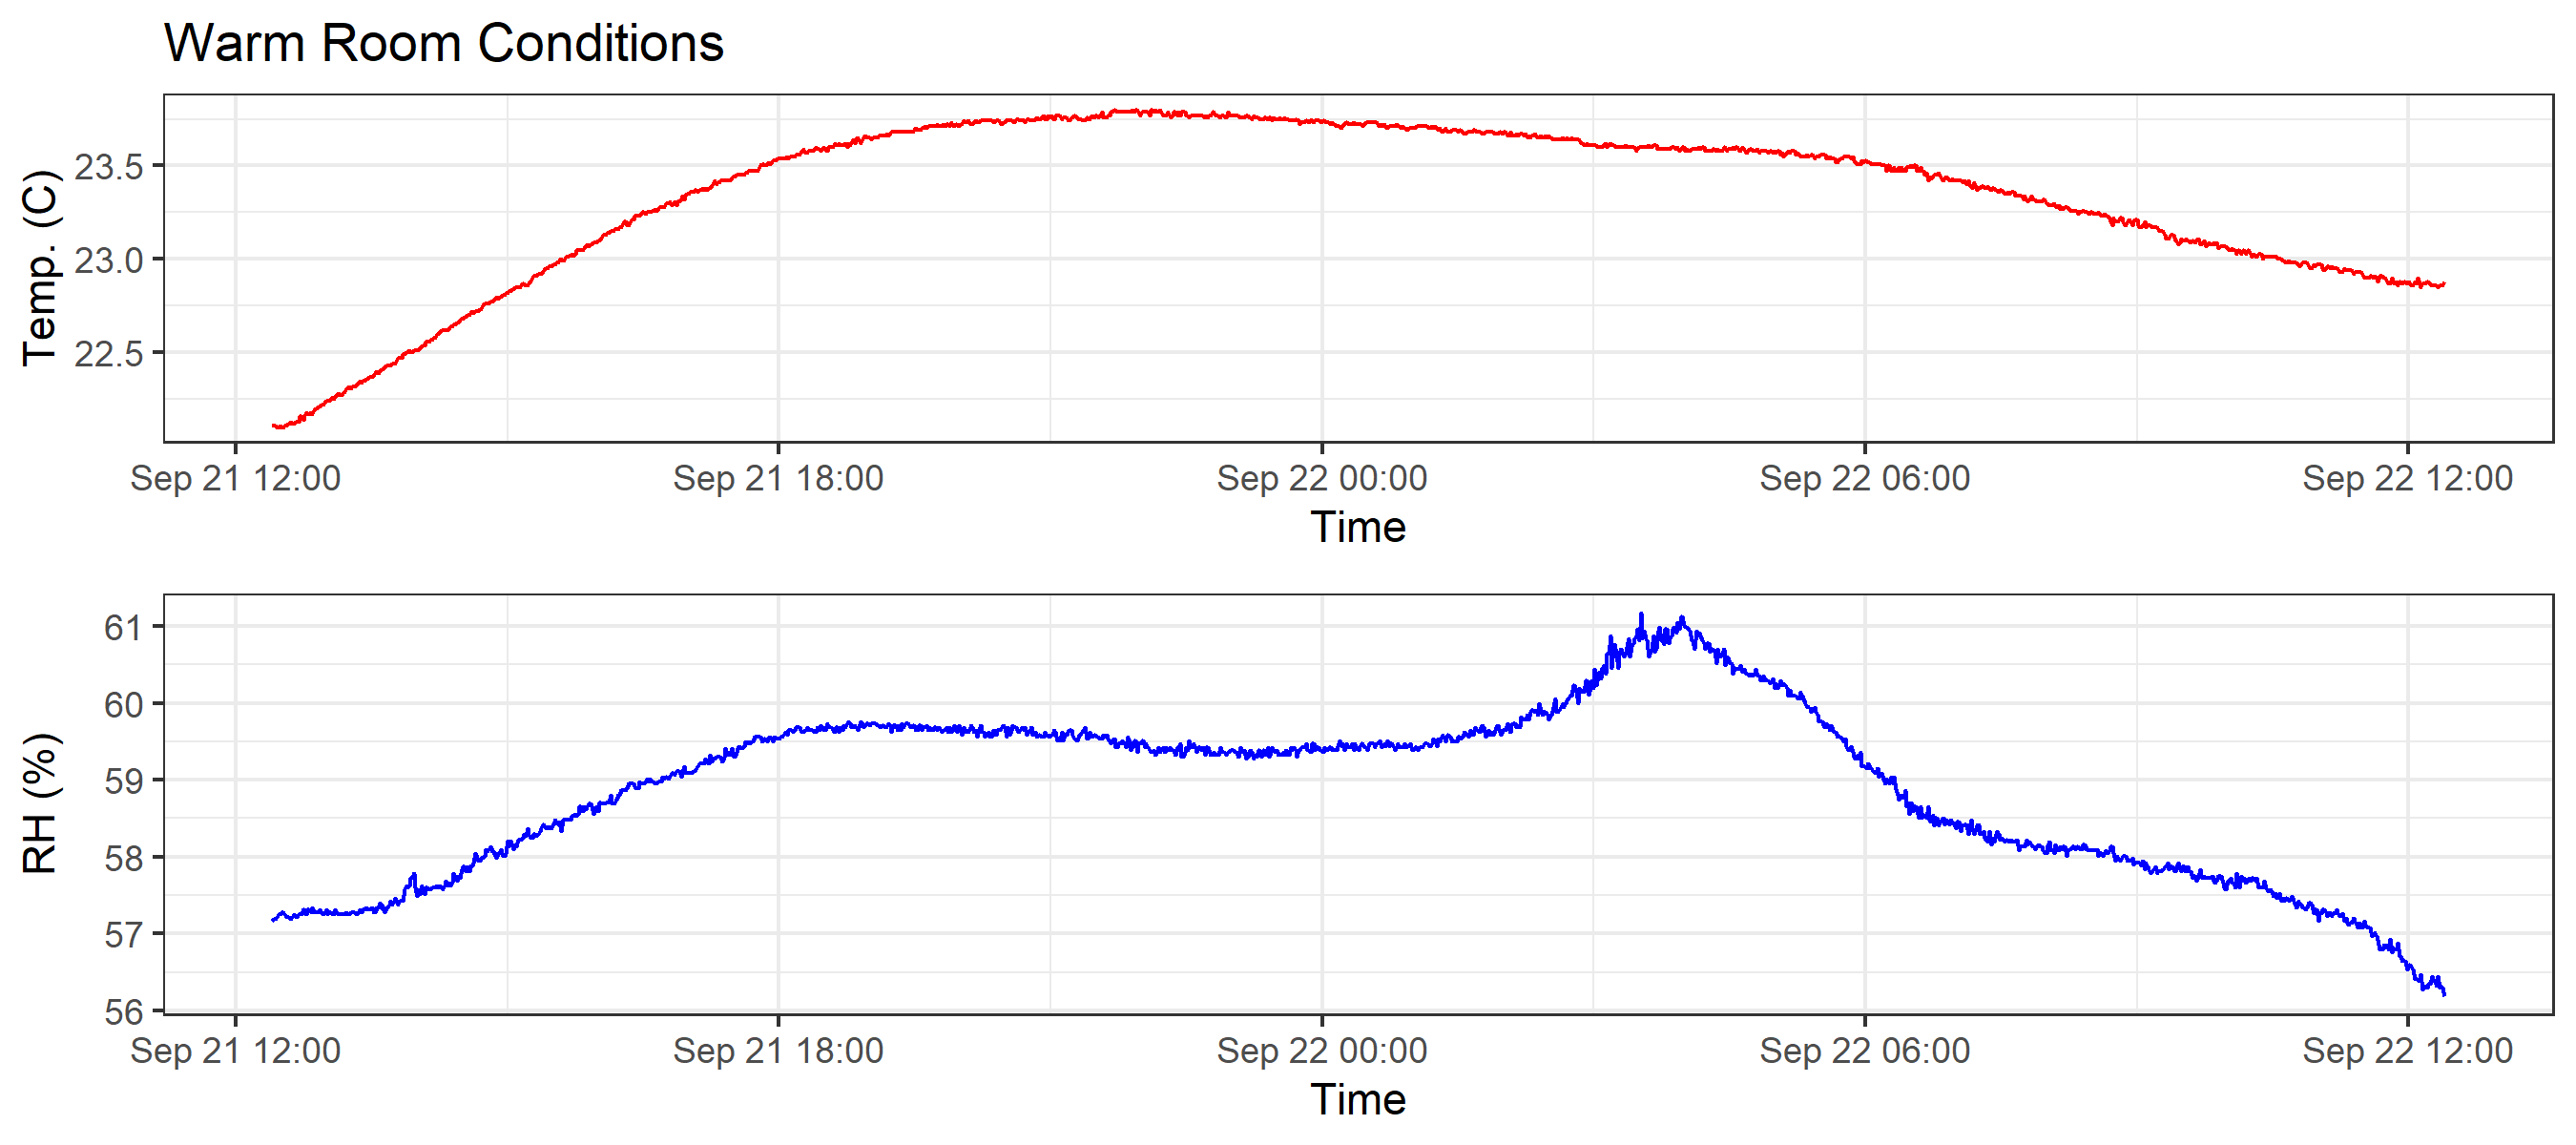 Warm Room Conditions
Temp. (C)
23.5
23.0
22.5
Sep 21 12:00 Sep 21 18:00 Sep 22 00:00 Sep 22 06:00 Sep 22 12:00
Time
RH (%)
61
60
59
58
57
56
Sep 21 12:00 Sep 21 18:00 Sep 22 00:00 Sep 22 06:00 Sep 22 12:00
Time